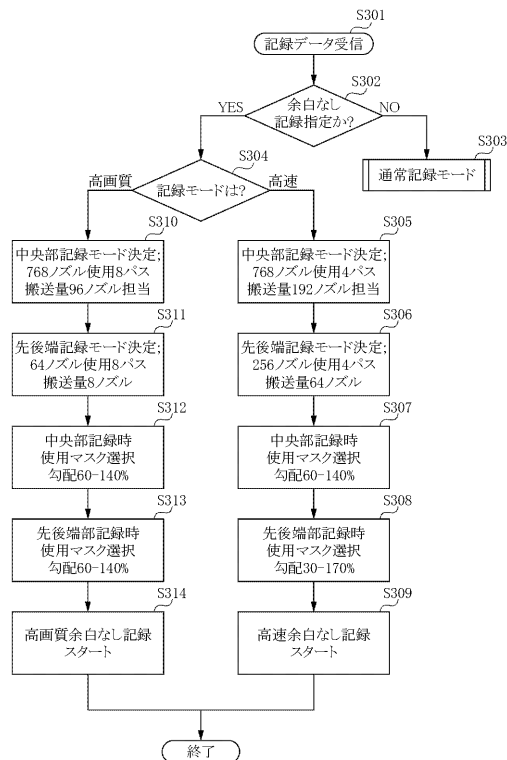 S301
記録データ受信
S302
余白なし
記録指定か?
YES
NO
S303
通常記録モード
S304
記録モードは?
高画質
高速
S310
中央部記録モード決定;
768ノズル使用8パス
搬送量96ノズル担当
S305
中央部記録モード決定;
768ノズル使用4パス
搬送量192ノズル担当
S311
先後端記録モード決定;
64ノズル使用8パス
搬送量8ノズル
S306
先後端記録モード決定;
256ノズル使用4パス
搬送量64ノズル
S312
中央部記録時
使用マスク選択
勾配60-140%
S307
中央部記録時
使用マスク選択
勾配60-140%
S313
先後端部記録時
使用マスク選択
勾配60-140%
S308
先後端部記録時
使用マスク選択
勾配30-170%
S314
高画質余白なし記録
スタート
S309
高速余白なし記録
スタート
終了